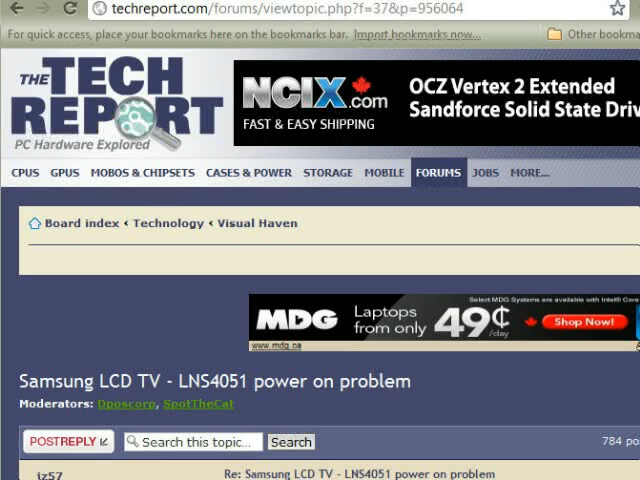 techreport.com/forums/viewtopic.php?f=37&p=956064
For quick access, place your bookmarks here on the bookmarks bar. Import bookmarks now... Other bookma
THE TECH REPORT
PC Hardware Explored
NCIX.com
FAST & EASY SHIPPING
OCZ Vertex 2 Extended
Sandforce Solid State Driv
CPUS GPUS MOBOS & CHIPSETS CASES & POWER STORAGE MOBILE FORUMS JOBS MORE...
Board index ‹ Technology ‹ Visual Haven
Select MDG Systems are available with Intel® Core
MDG Laptops from only 49¢ /day Shop Now!
www.mdg.ca
Samsung LCD TV - LNS4051 power on problem
Moderators: Dposcorp, SpotTheCat
POSTREPLY Search this topic... Search 784 po
jz57 Re: Samsung LCD TV - LNS4051 power on problem